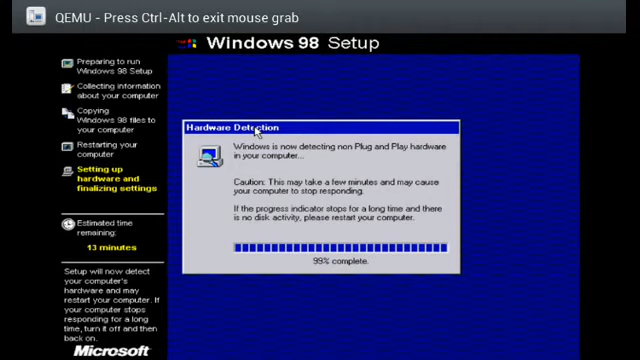 QEMU - Press Ctrl-Alt to exit mouse grab
Windows 98 Setup
Preparing to run
Windows 98 Setup
Collecting information
about your computer
Copying
Windows 98 files to
your computer
Restarting your
computer
Setting up
hardware and
finalizing settings
Estimated time
remaining:
13 minutes
Setup will now detect
your computer's
hardware and may
restart your computer. If
your computer stops
responding for a long
time, turn it off and then
back on.
Microsoft
Hardware Detection
Windows is now detecting non Plug and Play hardware
in your computer...
Caution: This may take a few minutes and may cause
your computer to stop responding.
If the progress indicator stops for a long time and there
is no disk activity, please restart your computer.
99% complete.